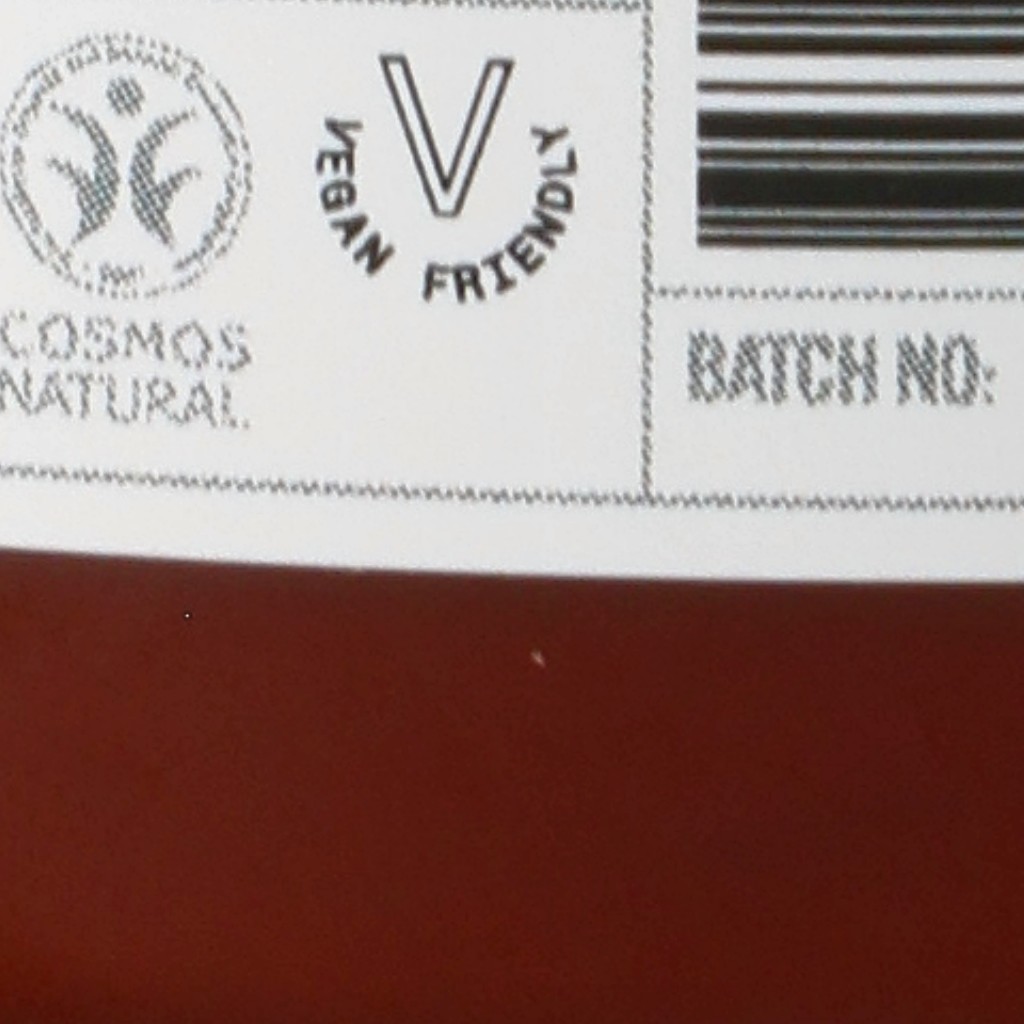 V
VEGAN FRIENDLY
COSMOS
NATURAL
BATCH NO: